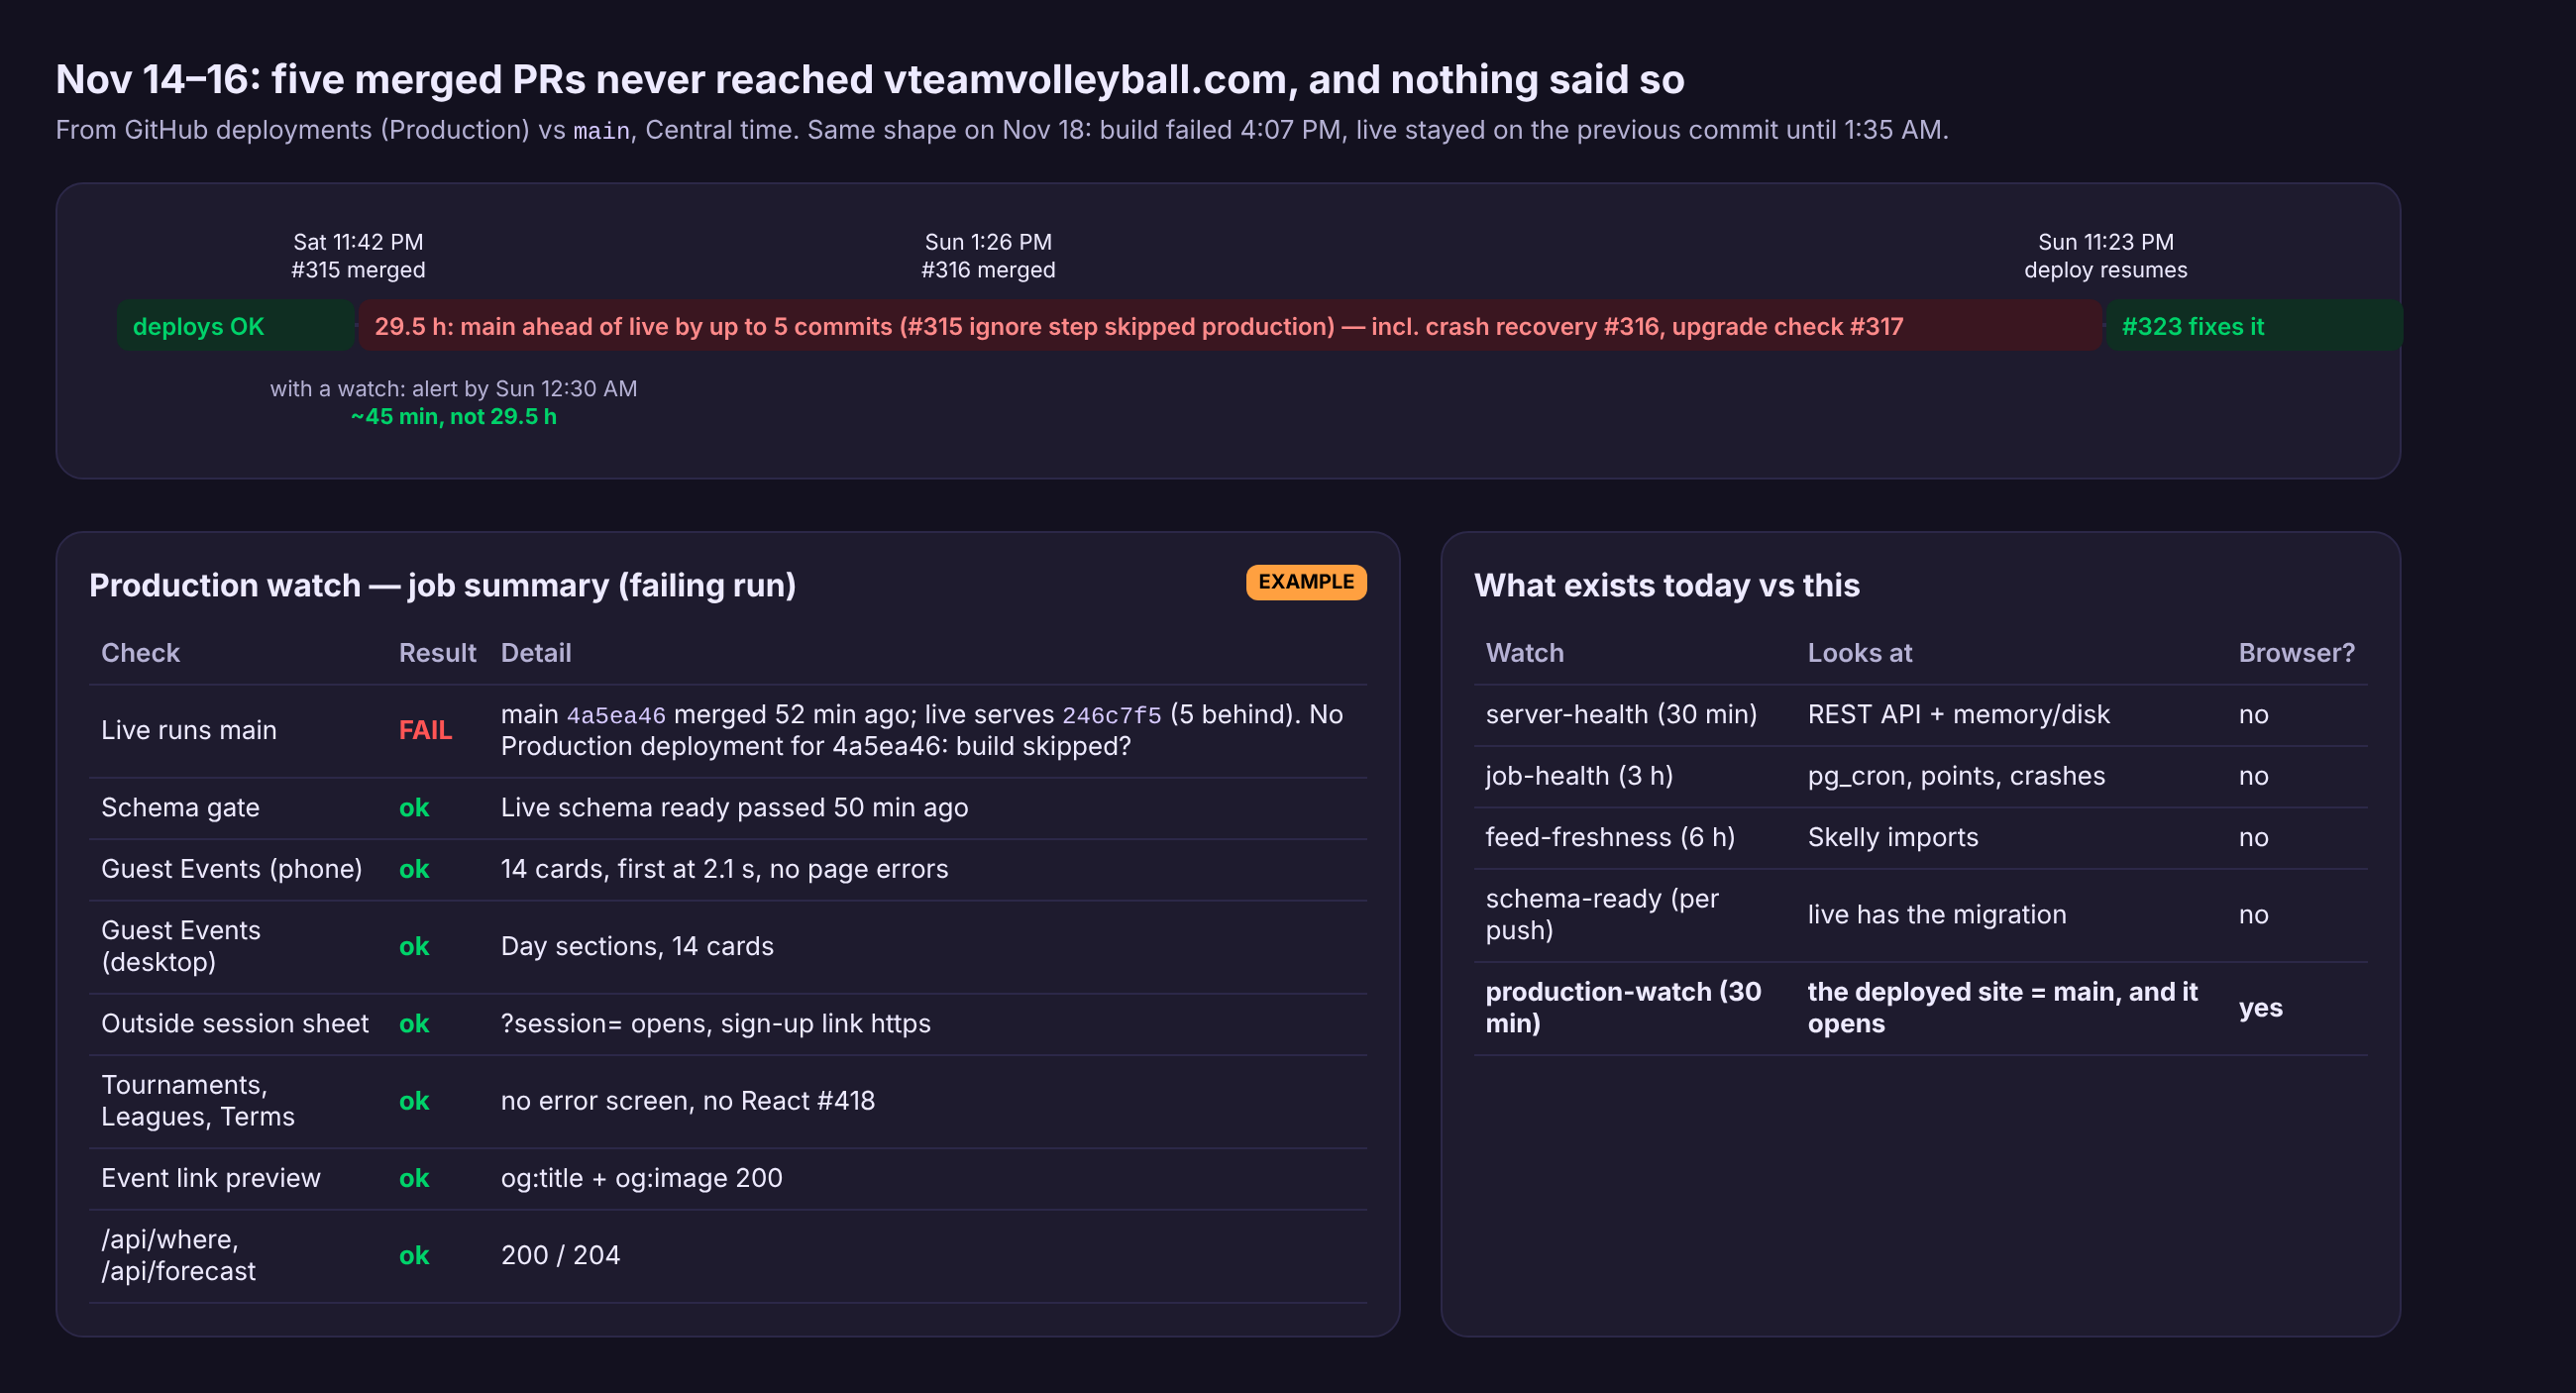 Nov 14–16: five merged PRs never reached vteamvolleyball.com, and nothing said so
From GitHub deployments (Production) vs main, Central time. Same shape on Nov 18: build failed 4:07 PM, live stayed on the previous commit until 1:35 AM.
Sat 11:42 PM
#315 merged
Sun 1:26 PM
#316 merged
Sun 11:23 PM
deploy resumes
deploys OK
29.5 h: main ahead of live by up to 5 commits (#315 ignore step skipped production) — incl. crash recovery #316, upgrade check #317
#323 fixes it
with a watch: alert by Sun 12:30 AM
~45 min, not 29.5 h
Production watch — job summary (failing run)
EXAMPLE
Check Result Detail
Live runs main FAIL main 4a5ea46 merged 52 min ago; live serves 246c7f5 (5 behind). No
Production deployment for 4a5ea46: build skipped?
Schema gate ok Live schema ready passed 50 min ago
Guest Events (phone) ok 14 cards, first at 2.1 s, no page errors
Guest Events
(desktop) ok Day sections, 14 cards
Outside session sheet ok ?session= opens, sign-up link https
Tournaments,
Leagues, Terms ok no error screen, no React #418
Event link preview ok og:title + og:image 200
/api/where,
/api/forecast ok 200 / 204
What exists today vs this
Watch Looks at Browser?
server-health (30 min) REST API + memory/disk no
job-health (3 h) pg_cron, points, crashes no
feed-freshness (6 h) Skelly imports no
schema-ready (per
push) live has the migration no
production-watch (30
min) the deployed site = main, and it
opens yes